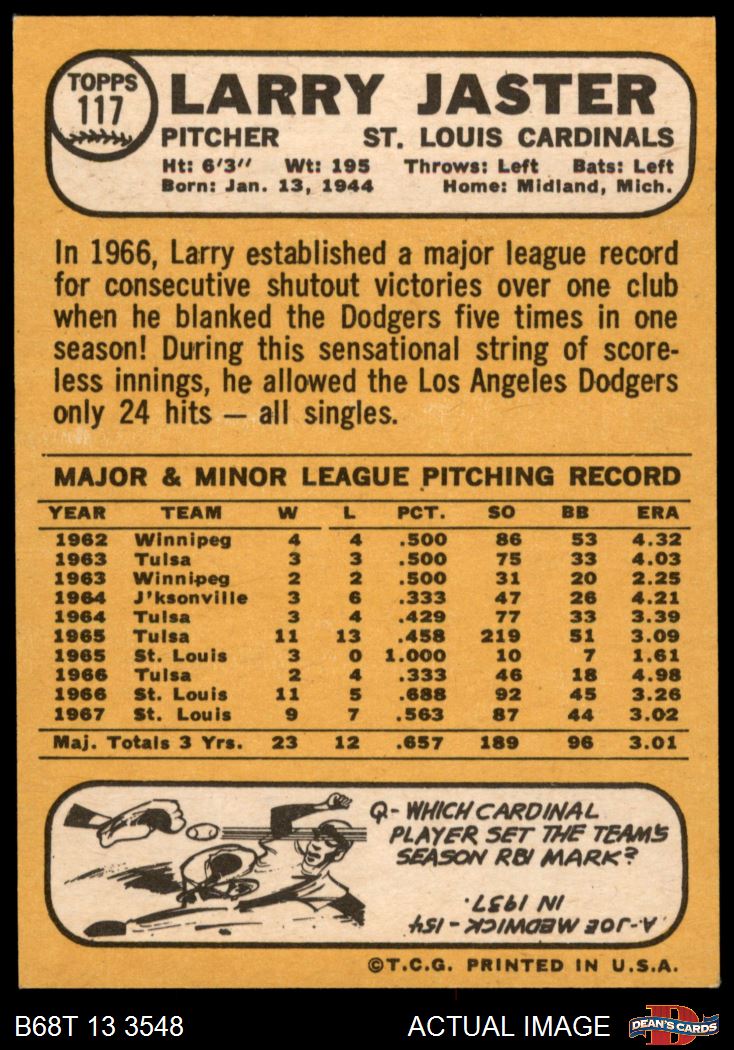 TOPPS
117
LARRY JASTER
PITCHER ST. LOUIS CARDINALS
Ht: 6'3" Wt: 195 Throws: Left Bats: Left
Born: Jan. 13, 1944 Home: Midland, Mich.
In 1966, Larry established a major league record
for consecutive shutout victories over one club
when he blanked the Dodgers five times in one
season! During this sensational string of score-
less innings, he allowed the Los Angeles Dodgers
only 24 hits — all singles.
MAJOR & MINOR LEAGUE PITCHING RECORD
YEAR TEAM W L PCT. SO BB ERA
1962 Winnipeg 4 4 .500 86 53 4.32
1963 Tulsa 3 3 .500 75 33 4.03
1963 Winnipeg 2 2 .500 31 20 2.25
1964 J'ksonville 3 6 .333 47 26 4.21
1964 Tulsa 3 4 .429 77 33 3.39
1965 Tulsa 11 13 .458 219 51 3.09
1965 St. Louis 3 0 1.000 10 7 1.61
1966 Tulsa 2 4 .333 46 18 4.98
1966 St. Louis 11 5 .688 92 45 3.26
1967 St. Louis 9 7 .563 87 44 3.02
Maj. Totals 3 Yrs. 23 12 .657 189 96 3.01
Q- WHICH CARDINAL
PLAYER SET THE TEAM'S
SEASON RBI MARK?
A. JOE MEDWICK - 154
IN 1937.
©T.C.G. PRINTED IN U.S.A.
B68T 13 3548 ACTUAL IMAGE
DEAN'S CARDS